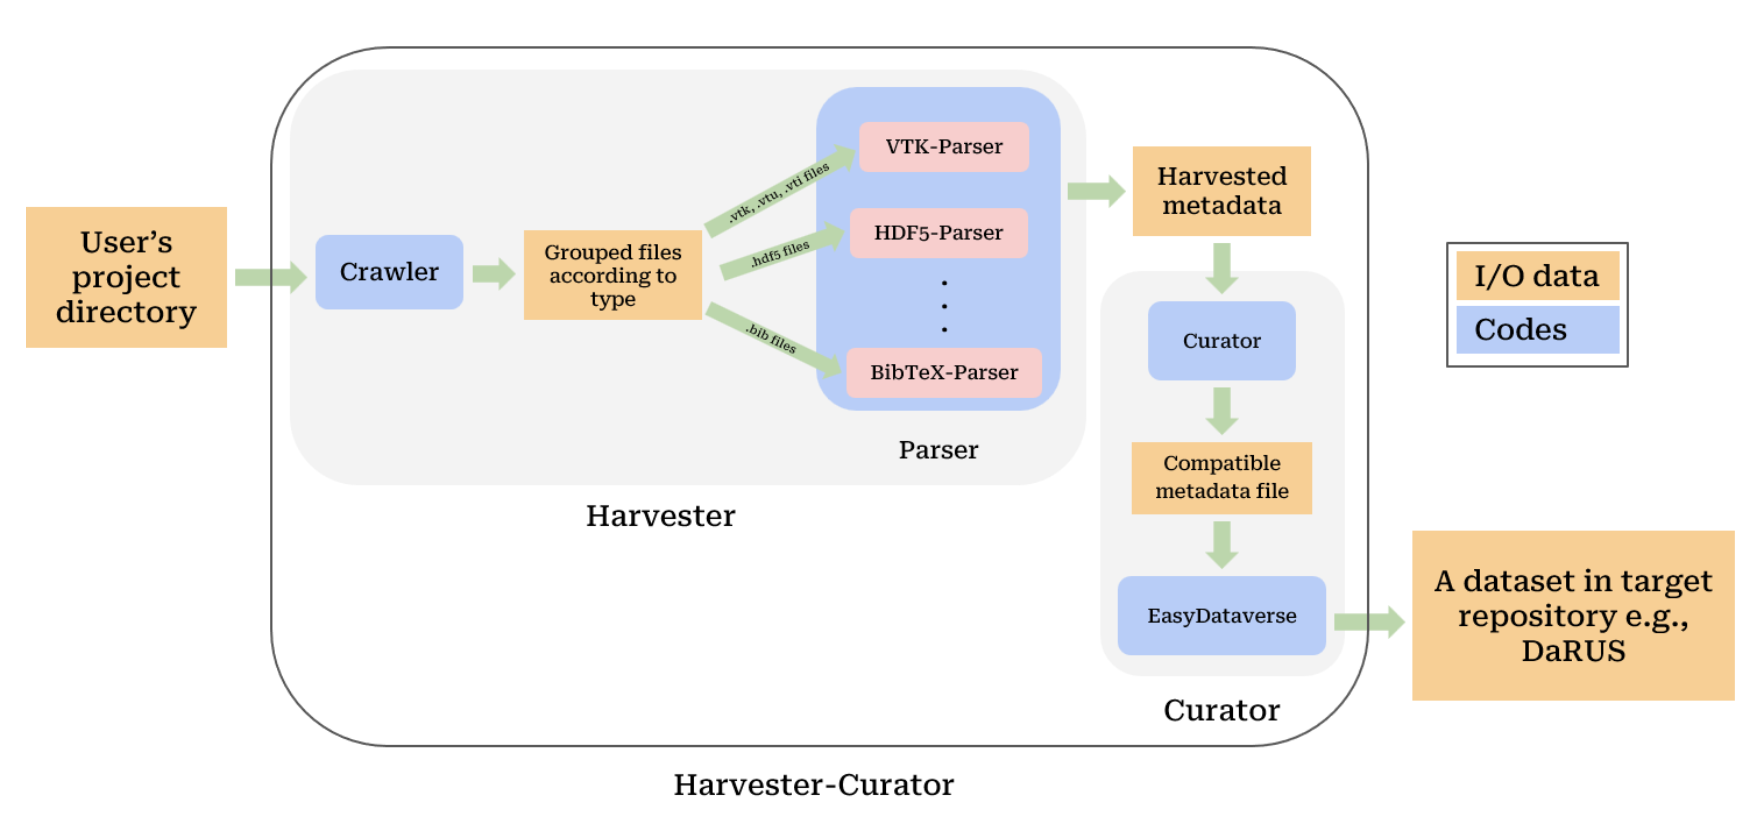 User's
project
directory
Crawler
Grouped files
according to
type
.vtk, .vtu, .vti files
.hdf5 files
.bib files
VTK-Parser
HDF5-Parser
BibTeX-Parser
Parser
Harvester
Harvested
metadata
Curator
Compatible
metadata file
EasyDataverse
Curator
A dataset in target
repository e.g.,
DaRUS
I/O data
Codes
Harvester-Curator